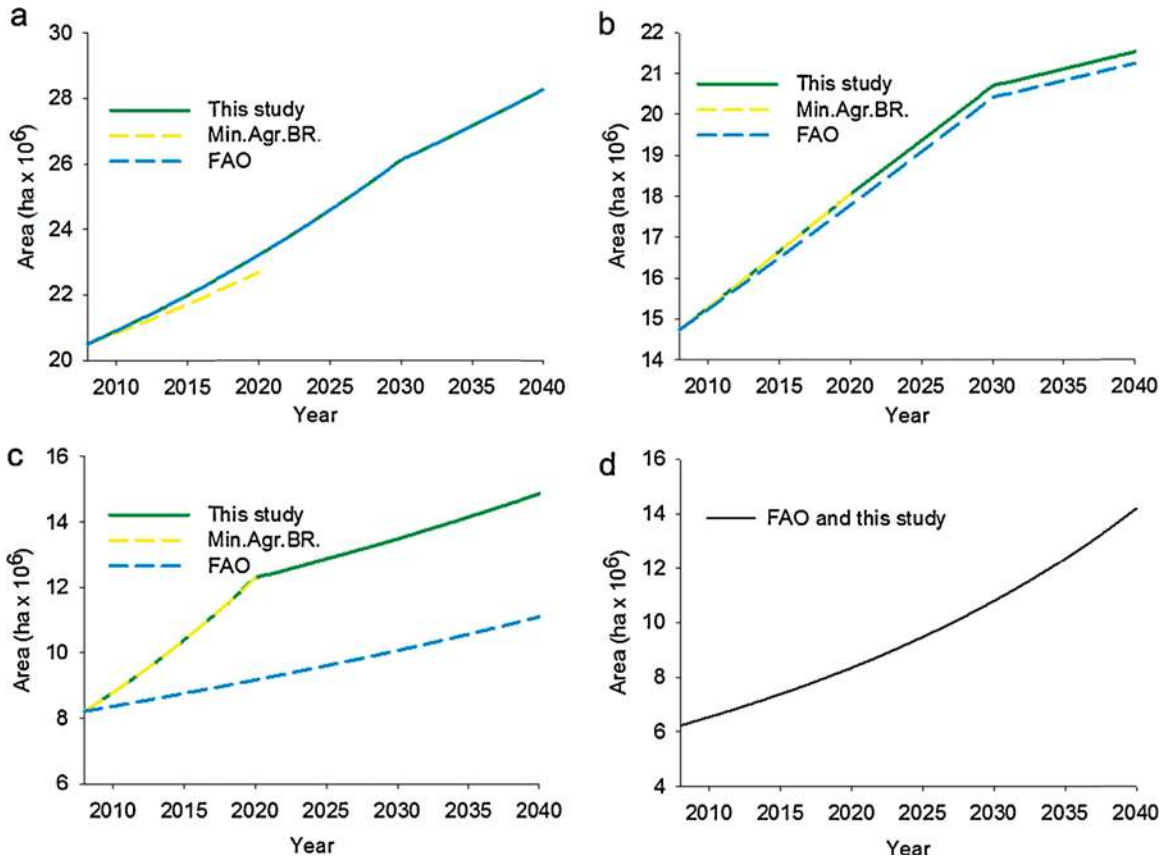 a
30
28
26
24
22
20
Area (ha x 10⁶)
This study
Min.Agr.BR.
FAO
2010 2015 2020 2025 2030 2035 2040
Year
b
22
21
20
19
18
17
16
15
14
Area (ha x 10⁶)
This study
Min.Agr.BR.
FAO
2010 2015 2020 2025 2030 2035 2040
Year
c
16
14
12
10
8
6
Area (ha x 10⁶)
This study
Min.Agr.BR.
FAO
2010 2015 2020 2025 2030 2035 2040
Year
d
16
14
12
10
8
6
4
Area (ha x 10⁶)
FAO and this study
2010 2015 2020 2025 2030 2035 2040
Year